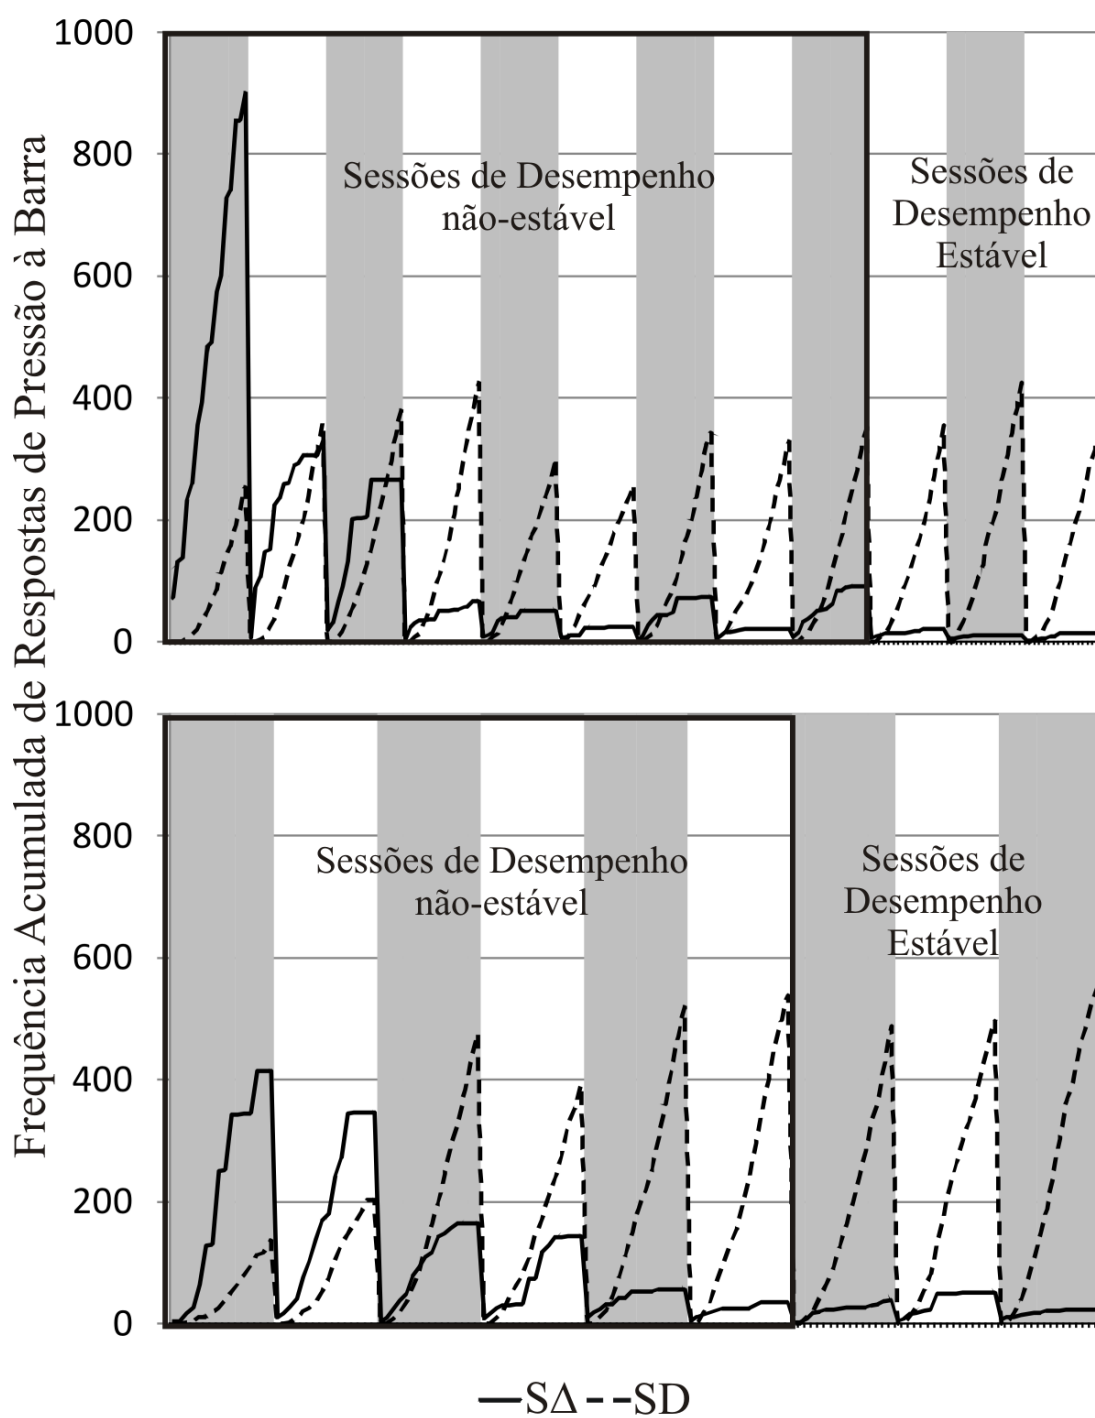 Frequência Acumulada de Respostas de Pressão à Barra
1000
800
600
400
200
0
Sessões de Desempenho
não-estável
Sessões de
Desempenho
Estável
1000
800
600
400
200
0
Sessões de Desempenho
não-estável
Sessões de
Desempenho
Estável
SΔ SD